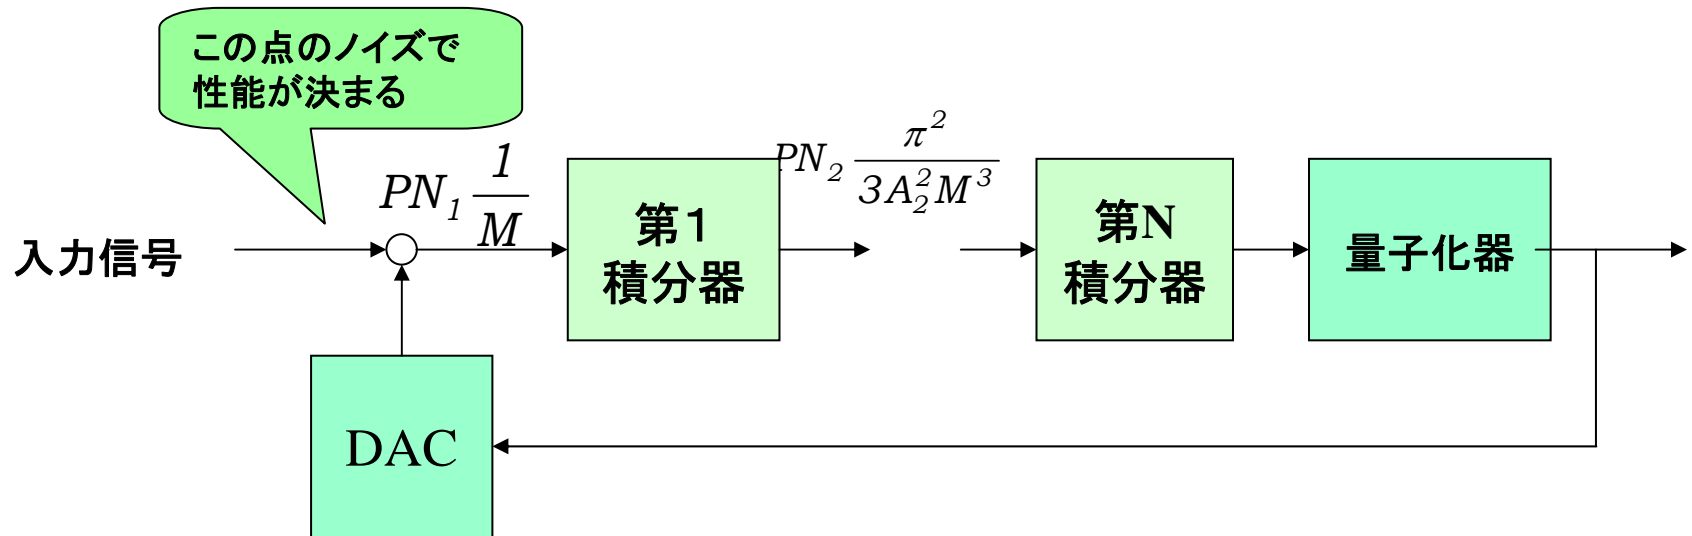 この点のノイズで
性能が決まる
PN₁ 1/M
PN₂ π²/3A₂²M³
入力信号
第1
積分器
第N
積分器
量子化器
DAC